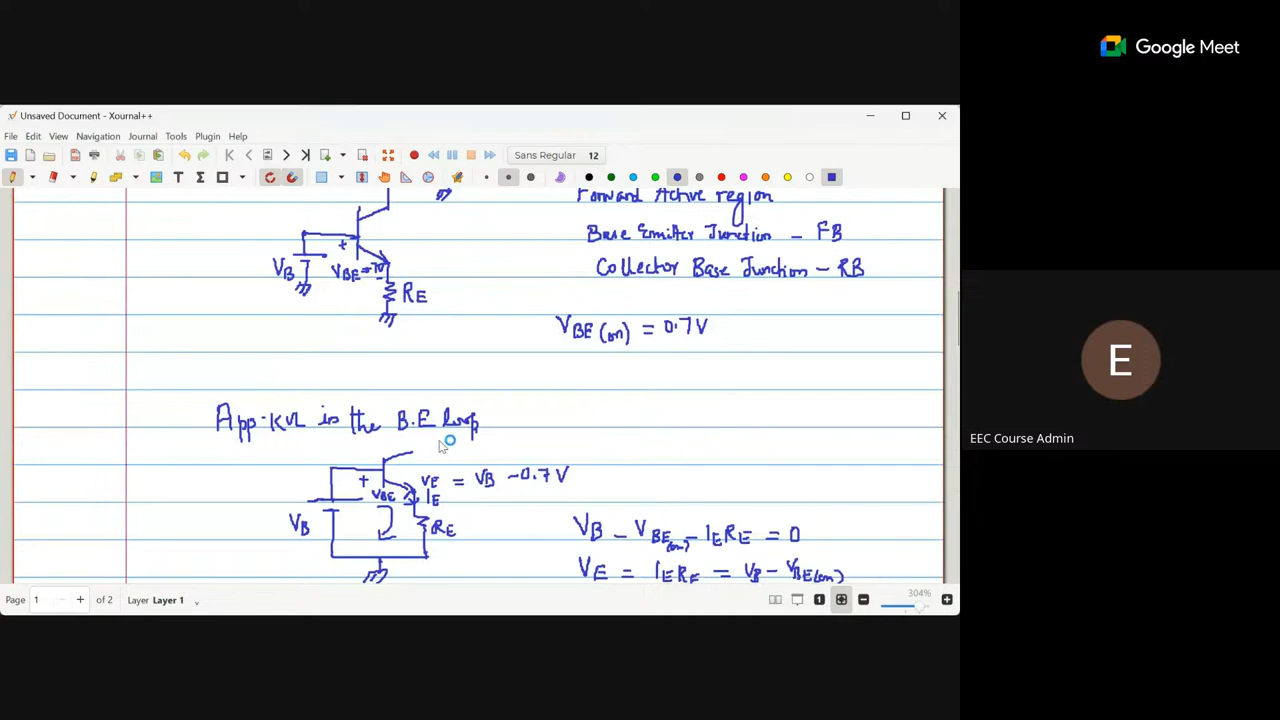 Google Meet
Unsaved Document - Xournal++
File Edit View Navigation Journal Tools Plugin Help
Sans Regular 12
Forward Active region
Base Emitter Junction - FB
Collector Base Junction - RB
+
VB
VBE
-
RE
VBE(on) = 0.7V
App-KVL in the B.E loop
+
VE = VB - 0.7V
VBE
IE
VB
RE
VB - VBE(on) - IERE = 0
VE = IERE = VB - VBE(on)
E
EEC Course Admin
Page 1 of 2 Layer Layer 1
304%